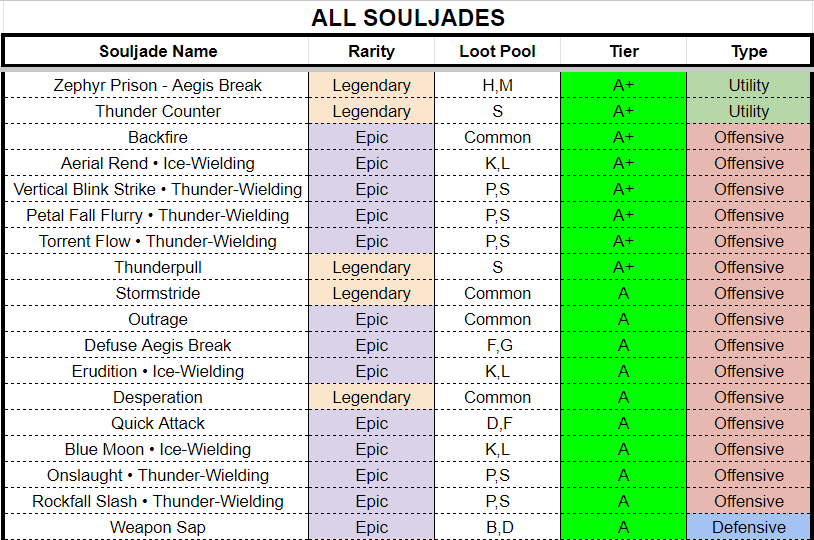 ALL SOULJADES
Souljade Name Rarity Loot Pool Tier Type
Zephyr Prison - Aegis Break Legendary H,M A+ Utility
Thunder Counter Legendary S A+ Utility
Backfire Epic Common A+ Offensive
Aerial Rend • Ice-Wielding Epic K,L A+ Offensive
Vertical Blink Strike • Thunder-Wielding Epic P,S A+ Offensive
Petal Fall Flurry • Thunder-Wielding Epic P,S A+ Offensive
Torrent Flow • Thunder-Wielding Epic P,S A+ Offensive
Thunderpull Legendary S A+ Offensive
Stormstride Legendary Common A Offensive
Outrage Epic Common A Offensive
Defuse Aegis Break Epic F,G A Offensive
Erudition • Ice-Wielding Epic K,L A Offensive
Desperation Legendary Common A Offensive
Quick Attack Epic D,F A Offensive
Blue Moon • Ice-Wielding Epic K,L A Offensive
Onslaught • Thunder-Wielding Epic P,S A Offensive
Rockfall Slash • Thunder-Wielding Epic P,S A Offensive
Weapon Sap Epic B,D A Defensive